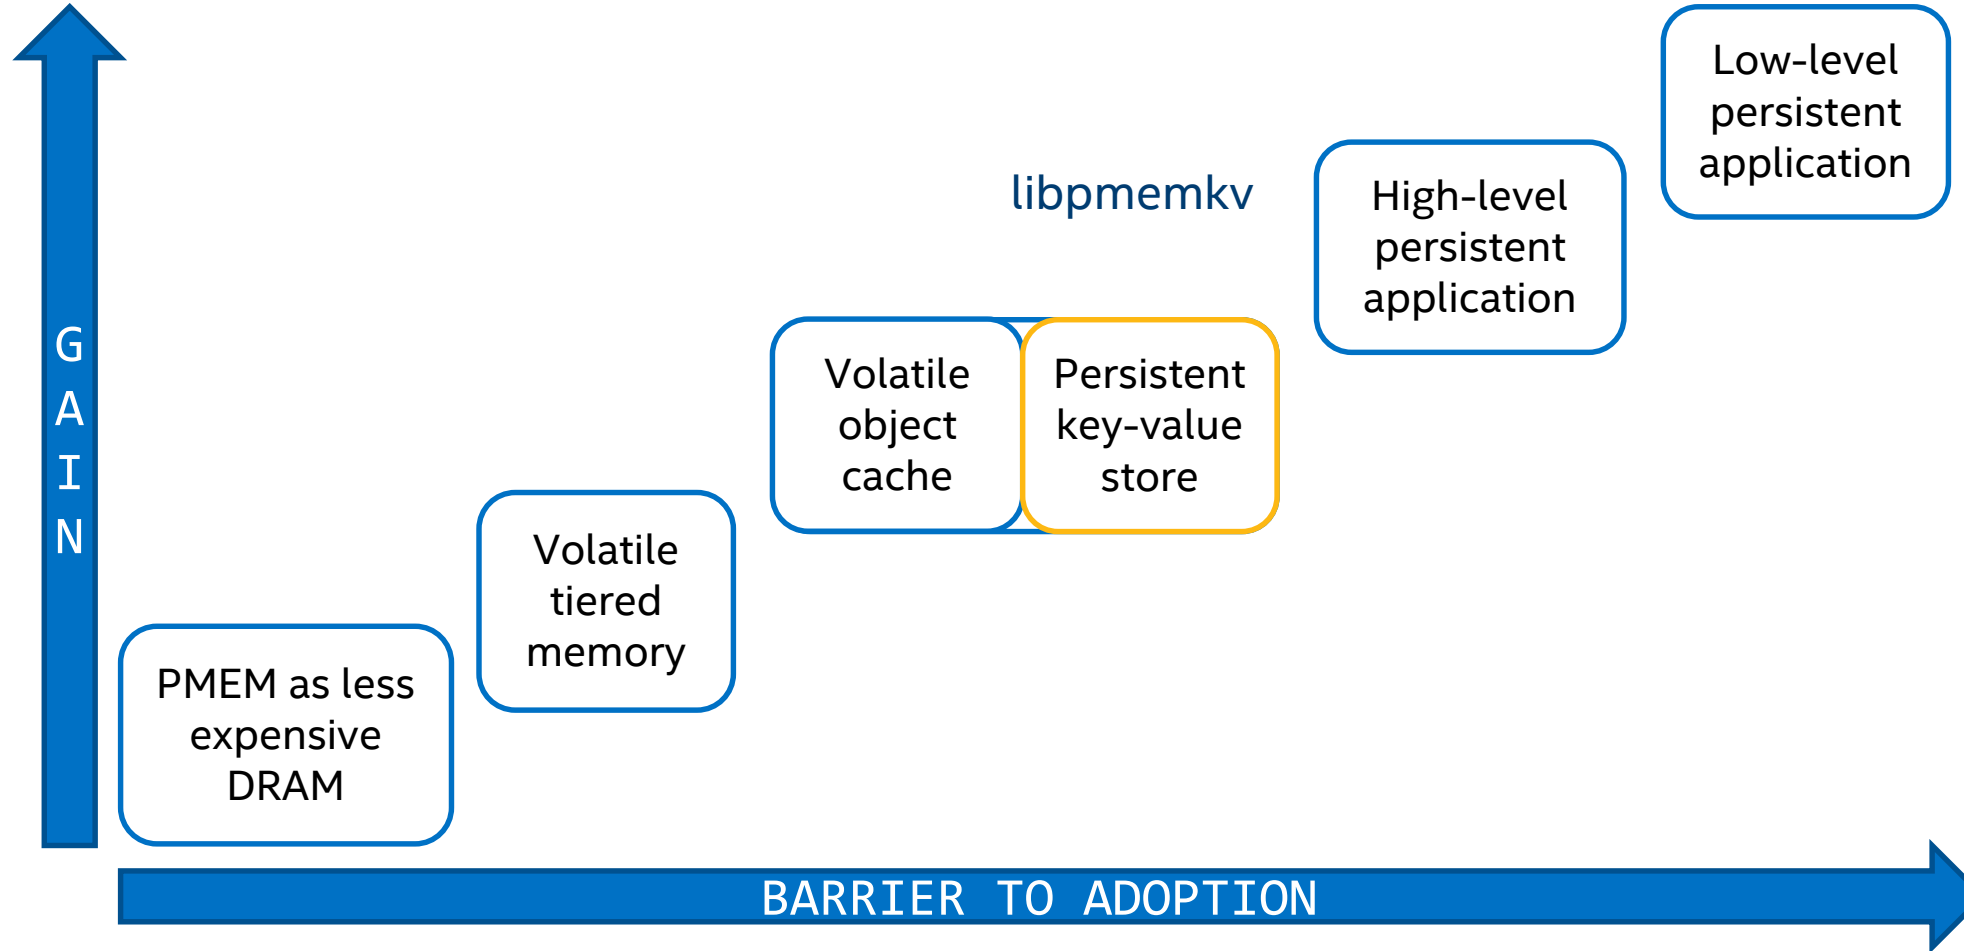 Low-level
persistent
application
libpmemkv
High-level
persistent
application
Volatile
object
cache
Persistent
key-value
store
Volatile
tiered
memory
PMEM as less
expensive
DRAM
GAIN
BARRIER TO ADOPTION